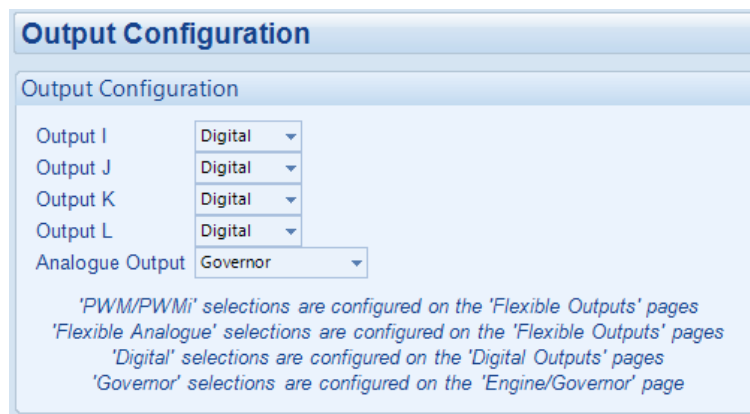 Output Configuration
Output Configuration
Output I Digital
Output J Digital
Output K Digital
Output L Digital
Analogue Output Governor
'PWM/PWMi' selections are configured on the 'Flexible Outputs' pages
'Flexible Analogue' selections are configured on the 'Flexible Outputs' pages
'Digital' selections are configured on the 'Digital Outputs' pages
'Governor' selections are configured on the 'Engine/Governor' page